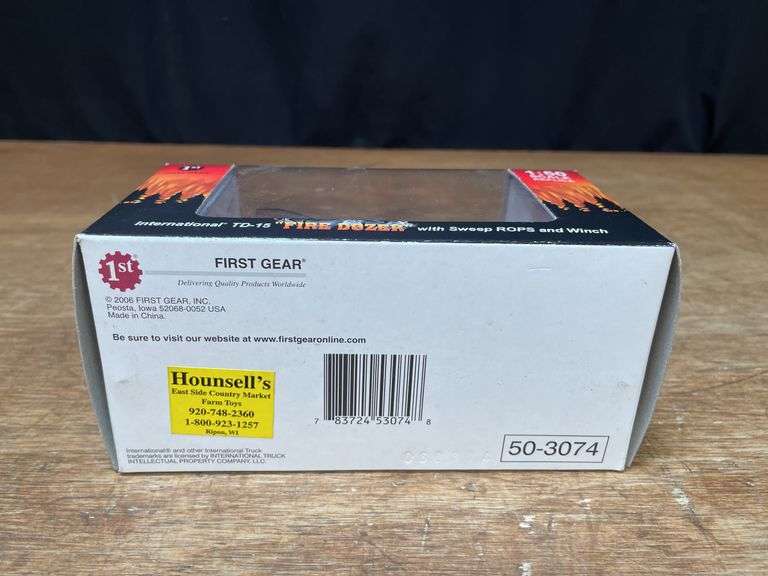 1st
1:50
International TD-15 "FIRE DOZER" with Sweep ROPS and Winch
1st
FIRST GEAR®
Delivering Quality Products Worldwide
© 2006 FIRST GEAR, INC.
Peosta, Iowa 52068-0052 USA
Made in China.
Be sure to visit our website at www.firstgearonline.com
Hounsell's
East Side Country Market
Farm Toys
920-748-2360
1-800-923-1257
Ripon, WI
7 83724 53074 8
International® and other International Truck
trademarks are licensed by INTERNATIONAL TRUCK
INTELLECTUAL PROPERTY COMPANY, LLC.
50-3074